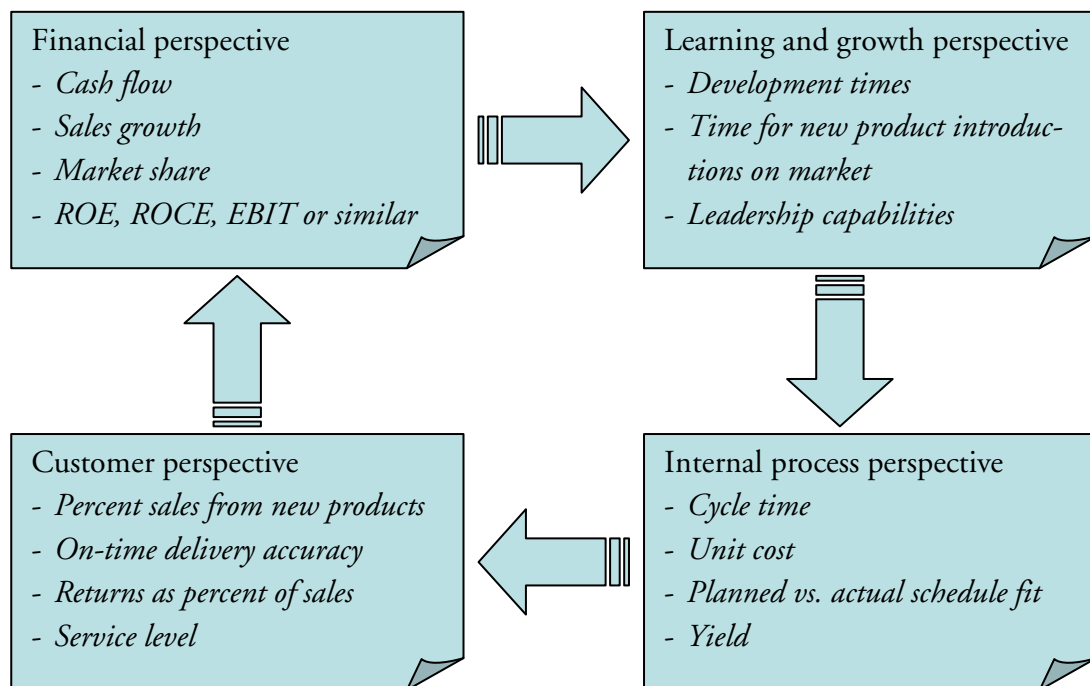 Financial perspective
- Cash flow
- Sales growth
- Market share
- ROE, ROCE, EBIT or similar
Learning and growth perspective
- Development times
- Time for new product introduc-
tions on market
- Leadership capabilities
Customer perspective
- Percent sales from new products
- On-time delivery accuracy
- Returns as percent of sales
- Service level
Internal process perspective
- Cycle time
- Unit cost
- Planned vs. actual schedule fit
- Yield